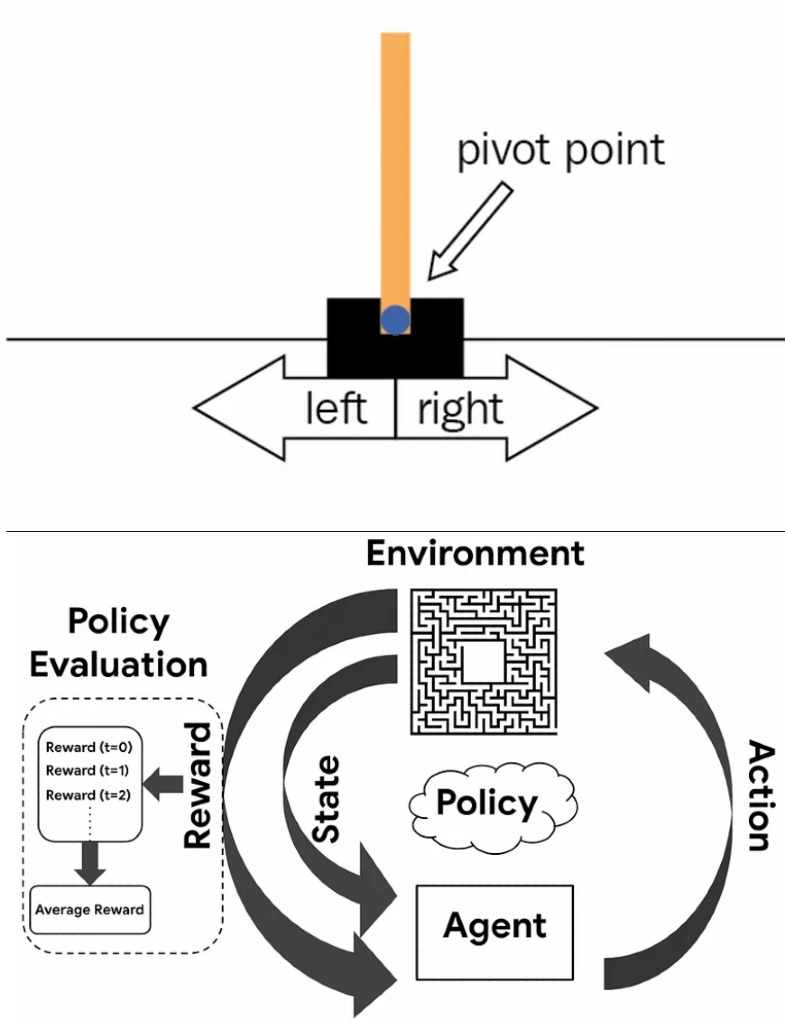 pivot point
left
right
Environment
Policy
Evaluation
Reward (t=0)
Reward (t=1)
Reward (t=2)
Average Reward
Reward
State
Policy
Agent
Action